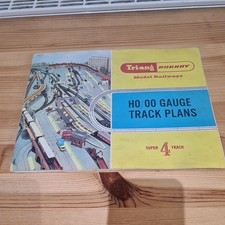 Tri-ang HORNBY
Model Railways
HO OO GAUGE
TRACK PLANS
SUPER 4 TRACK